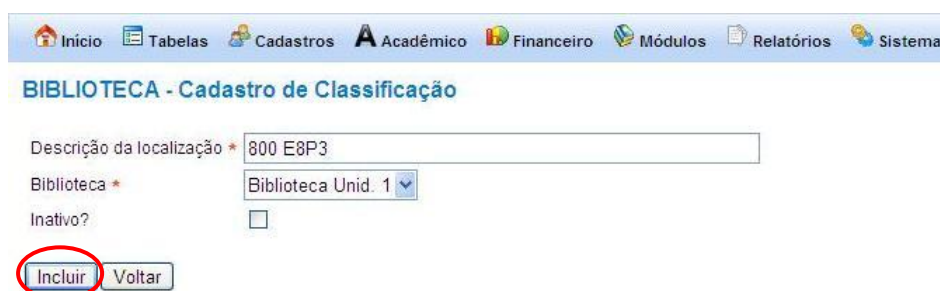 Início Tabelas Cadastros Acadêmico Financeiro Módulos Relatórios Sistema
BIBLIOTECA - Cadastro de Classificação
Descrição da localização * 800 E8P3
Biblioteca * Biblioteca Unid. 1
Inativo?
Incluir Voltar